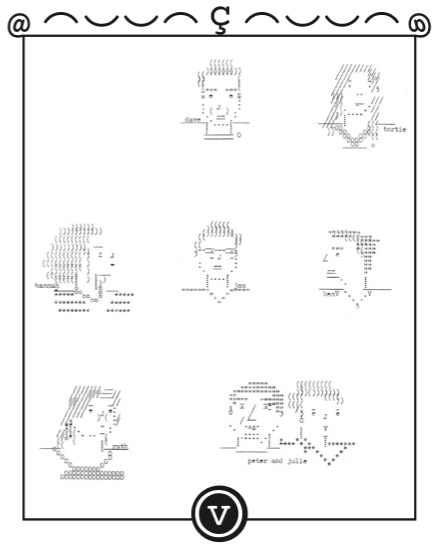 @ Ç @
dave
tortie
hannah
jon
ben
ruth
peter and julie
V